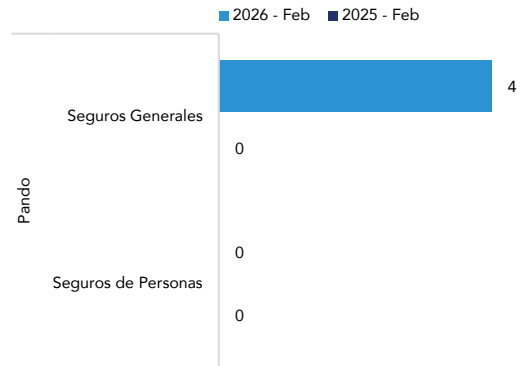 2026 - Feb 2025 - Feb
4
Seguros Generales
0
Pando
0
Seguros de Personas
0